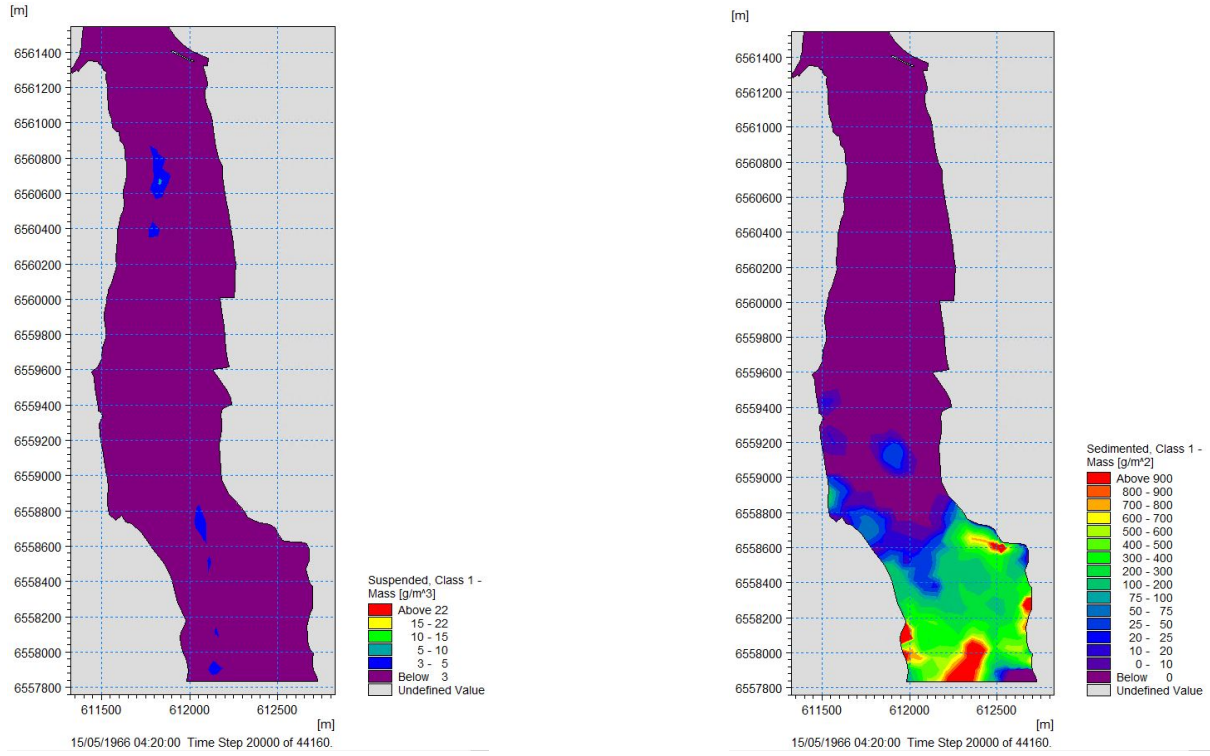 [m]
6561400
6561200
6561000
6560800
6560600
6560400
6560200
6560000
6559800
6559600
6559400
6559200
6559000
6558800
6558600
6558400
6558200
6558000
6557800
611500 612000 612500
[m]
15/05/1966 04:20:00 Time Step 20000 of 44160.
Suspended, Class 1 -
Mass [g/m^3]
Above 22
15 - 22
10 - 15
5 - 10
3 - 5
Below 3
Undefined Value
[m]
6561400
6561200
6561000
6560800
6560600
6560400
6560200
6560000
6559800
6559600
6559400
6559200
6559000
6558800
6558600
6558400
6558200
6558000
6557800
611500 612000 612500
[m]
15/05/1966 04:20:00 Time Step 20000 of 44160.
Sedimented, Class 1 -
Mass [g/m^2]
Above 900
800 - 900
700 - 800
600 - 700
500 - 600
400 - 500
300 - 400
200 - 300
100 - 200
75 - 100
50 - 75
25 - 50
20 - 25
10 - 20
0 - 10
Below 0
Undefined Value